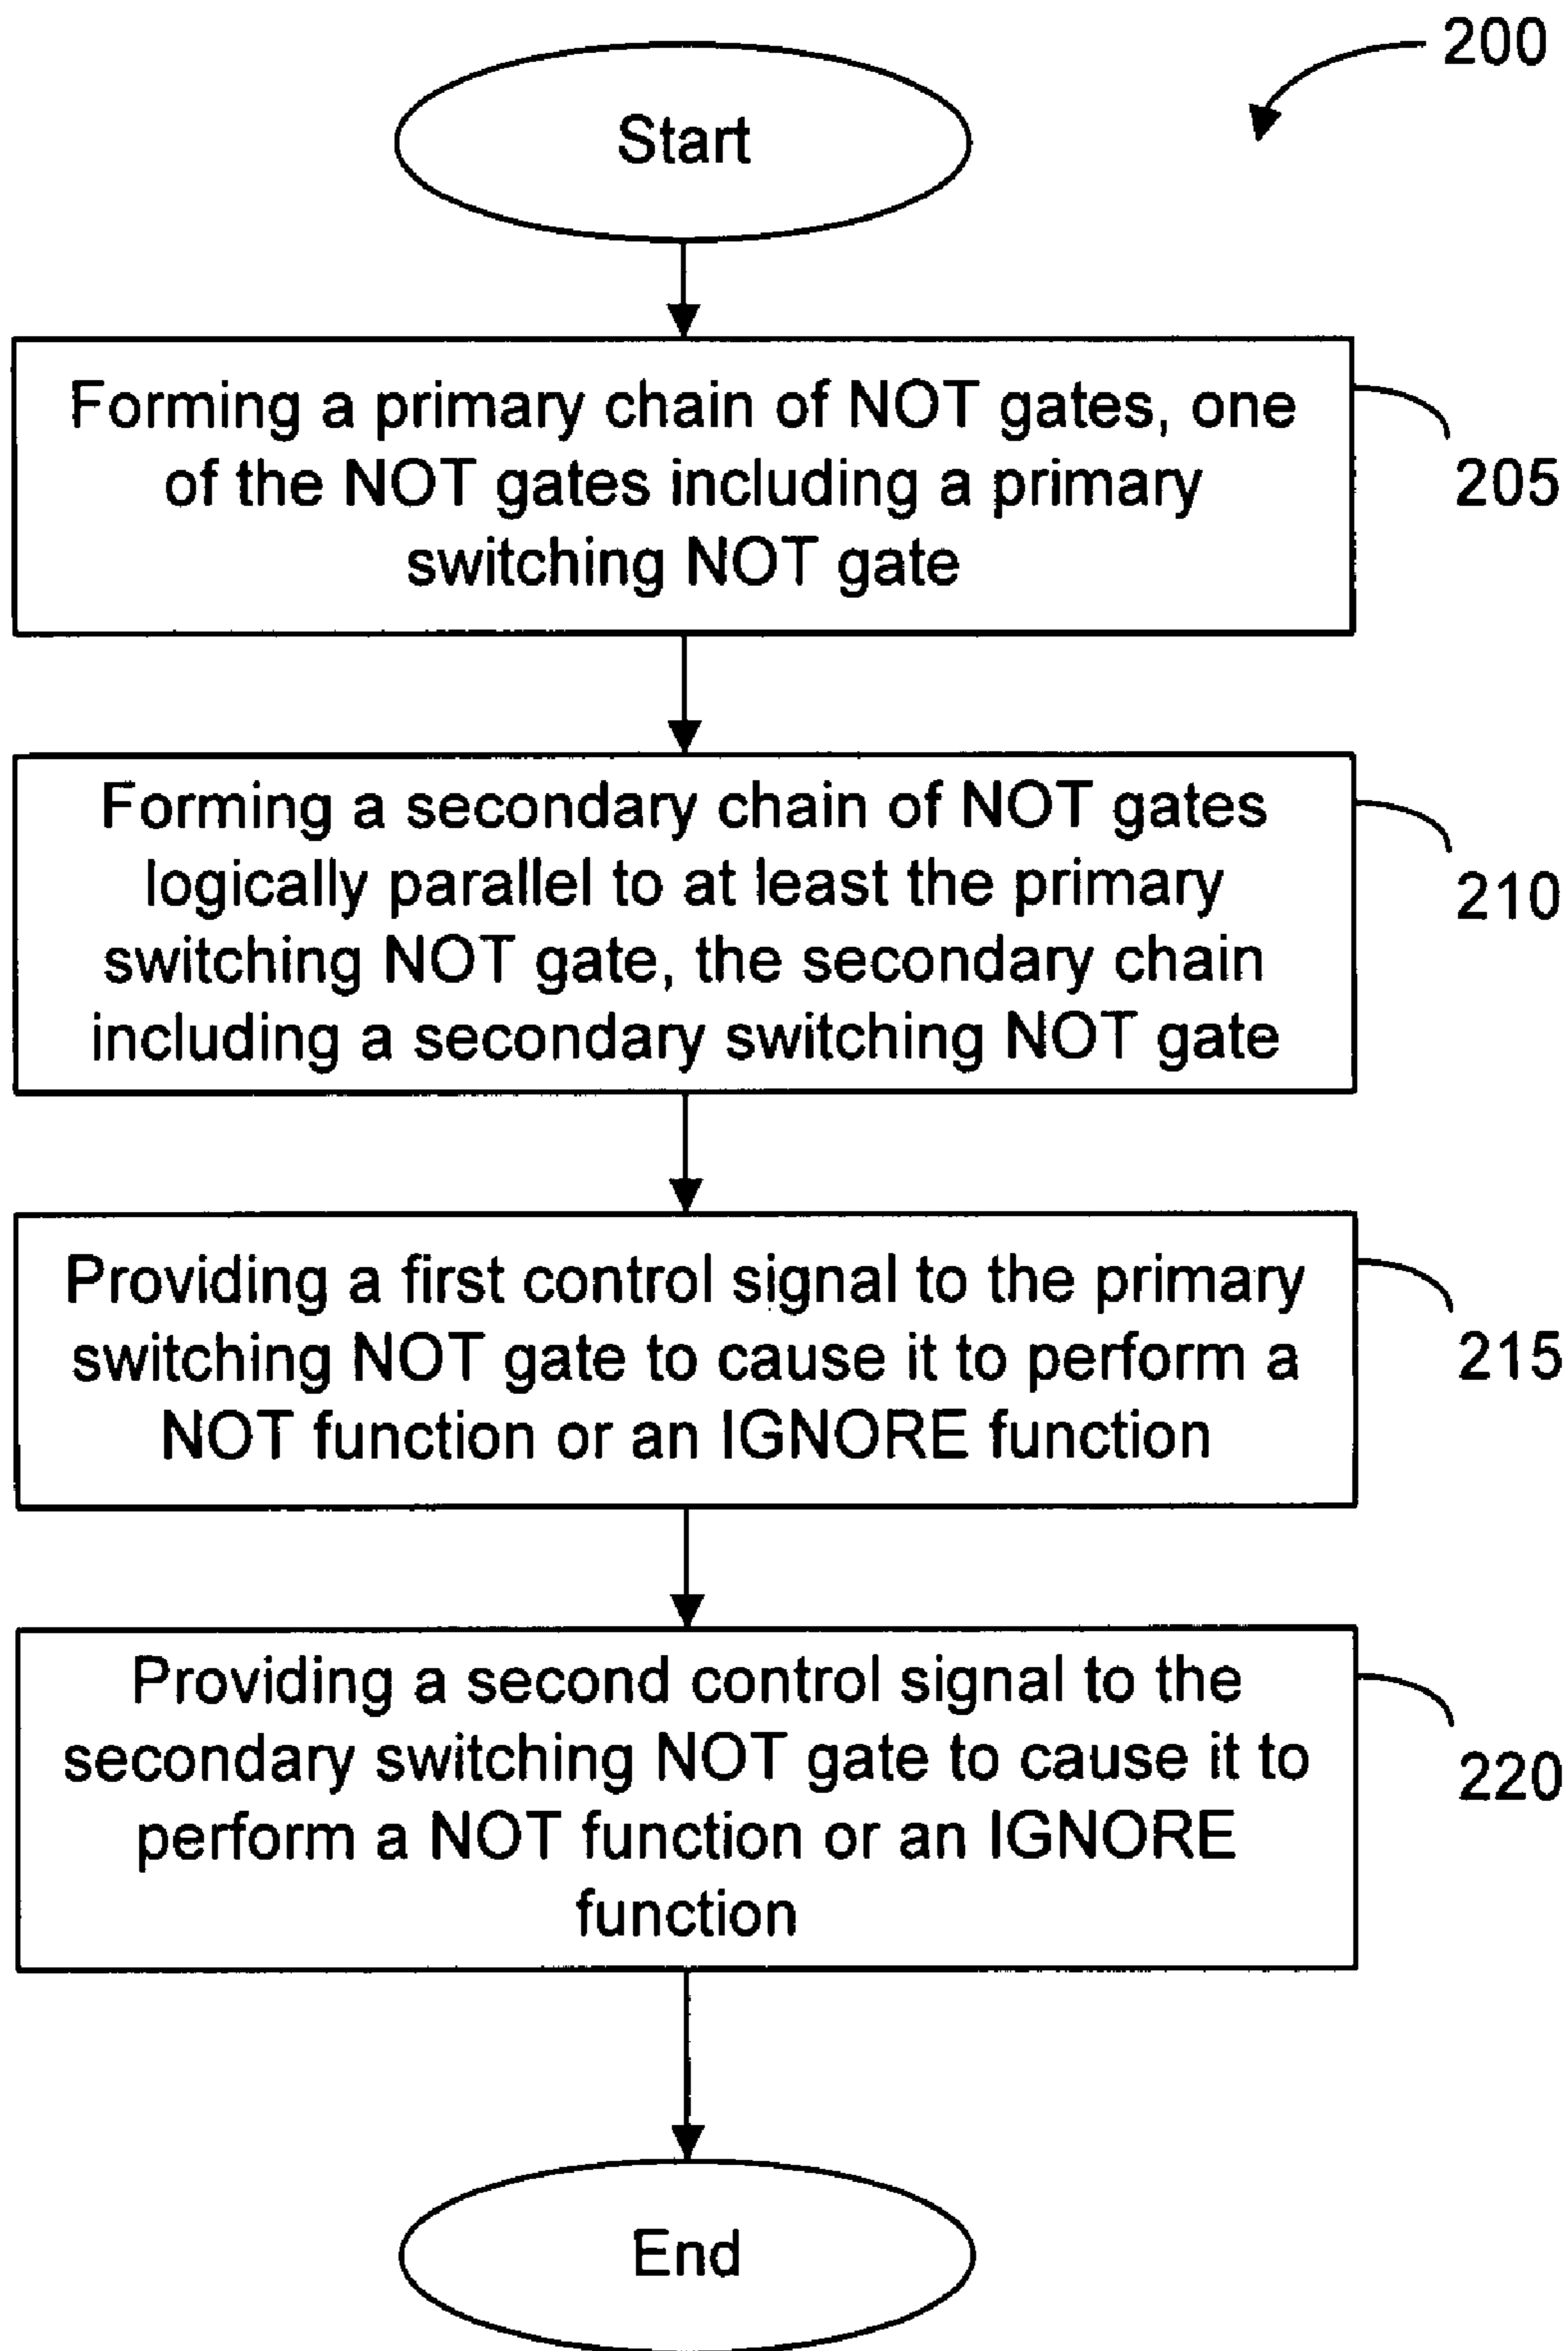 200
Start
Forming a primary chain of NOT gates, one
of the NOT gates including a primary
switching NOT gate
205
Forming a secondary chain of NOT gates
logically parallel to at least the primary
switching NOT gate, the secondary chain
including a secondary switching NOT gate
210
Providing a first control signal to the primary
switching NOT gate to cause it to perform a
NOT function or an IGNORE function
215
Providing a second control signal to the
secondary switching NOT gate to cause it to
perform a NOT function or an IGNORE
function
220
End